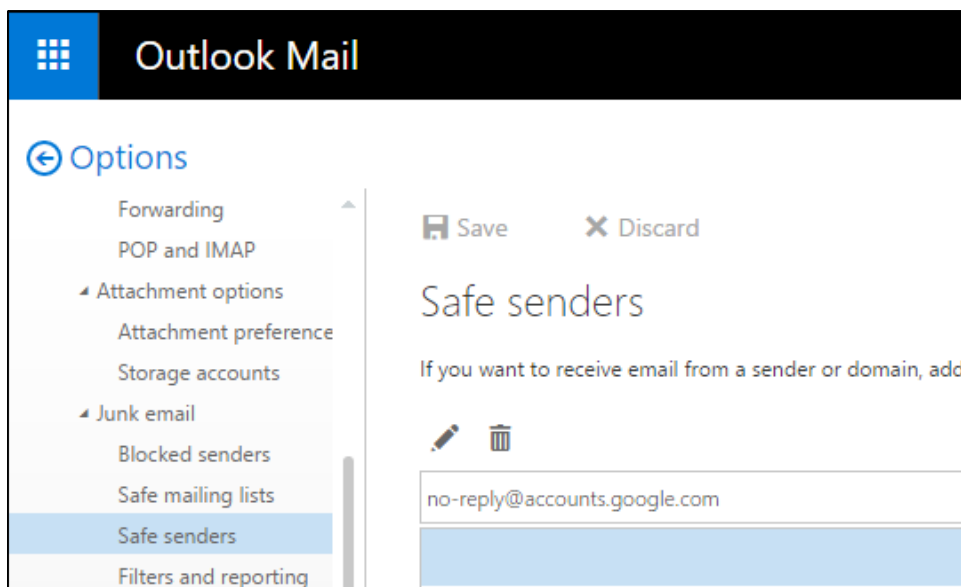 Outlook Mail
Options
Forwarding
POP and IMAP
Attachment options
Attachment preference
Storage accounts
Junk email
Blocked senders
Safe mailing lists
Safe senders
Filters and reporting
Save
Discard
Safe senders
If you want to receive email from a sender or domain, add
no-reply@accounts.google.com